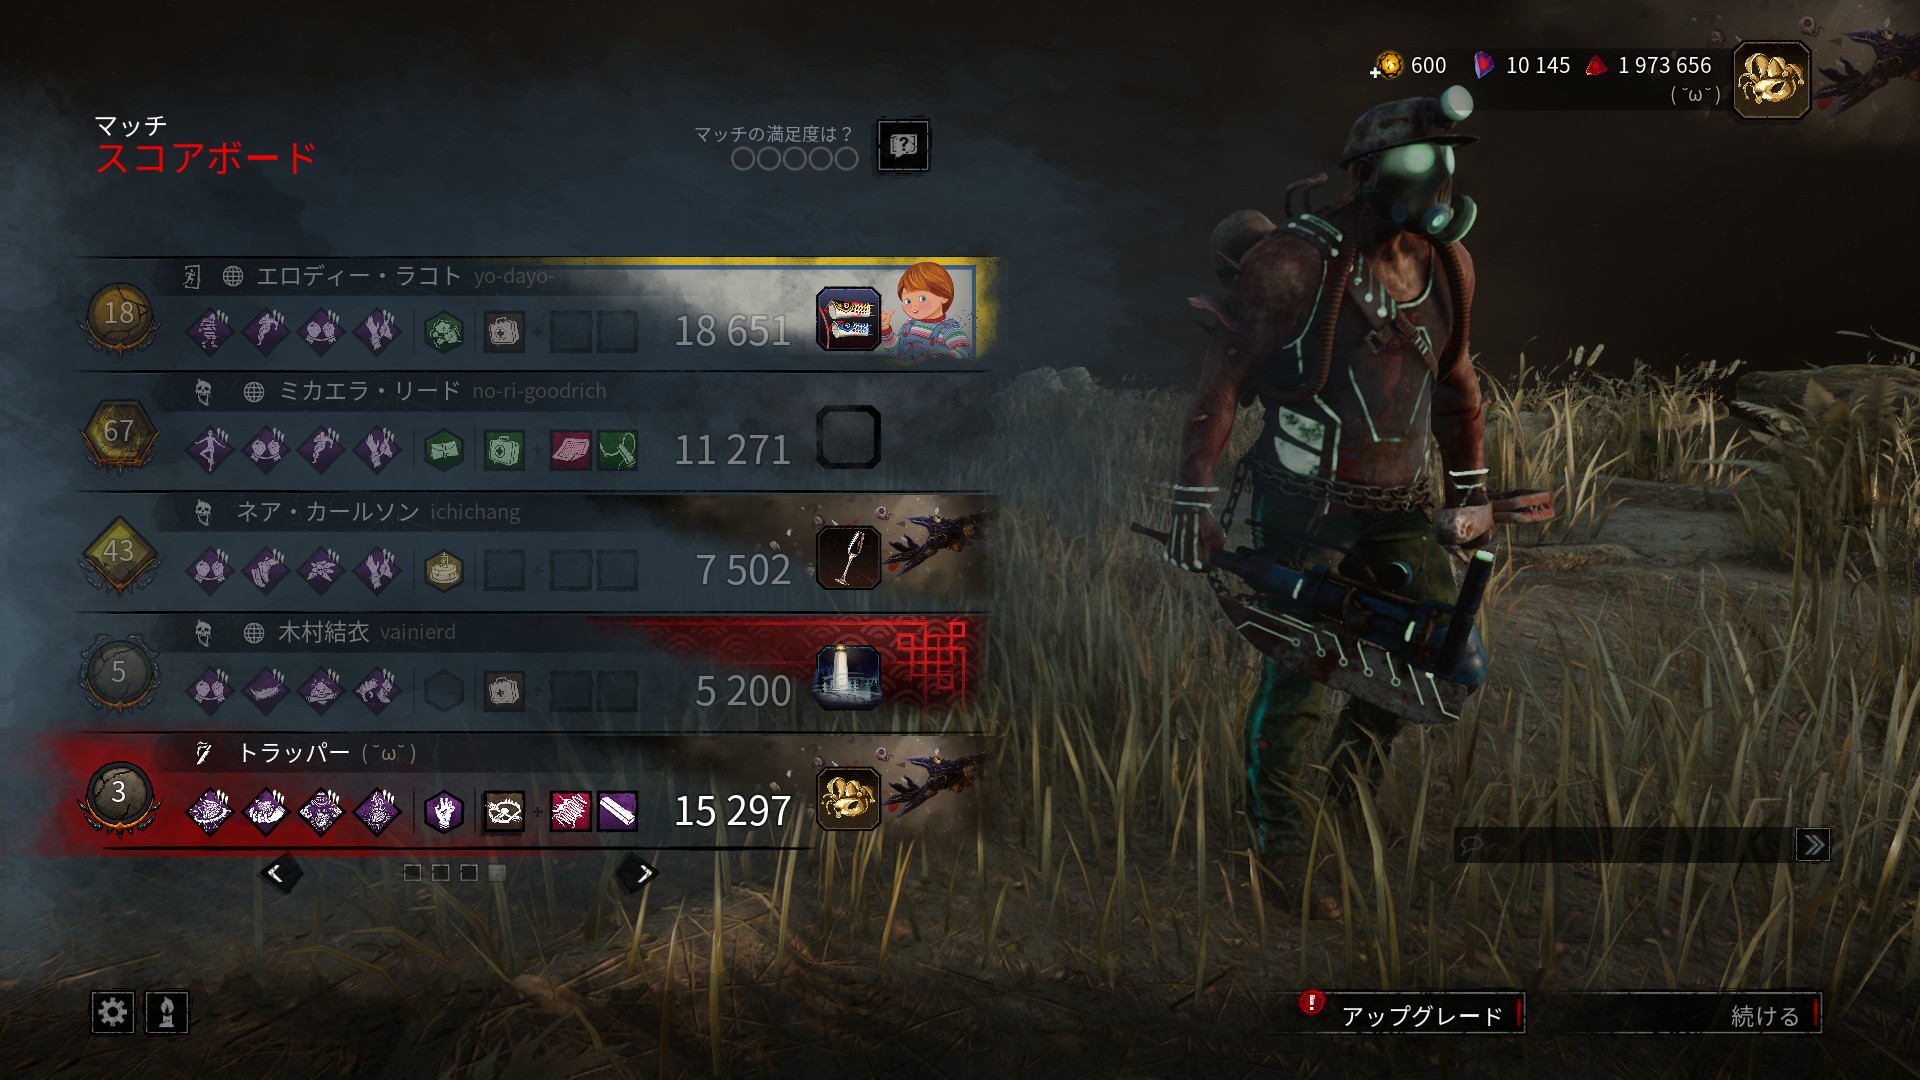 600 10 145 1 973 656
( ˘ω˘ )
マッチ
スコアボード
マッチの満足度は？
18 エロディー・ラコト yo-dayo-
18 651
67 ミカエラ・リード no-ri-goodrich
11 271
43 ネア・カールソン ichichang
7 502
5 木村結衣 vainierd
5 200
3 トラッパー ( ˘ω˘ )
15 297
アップグレード
続ける